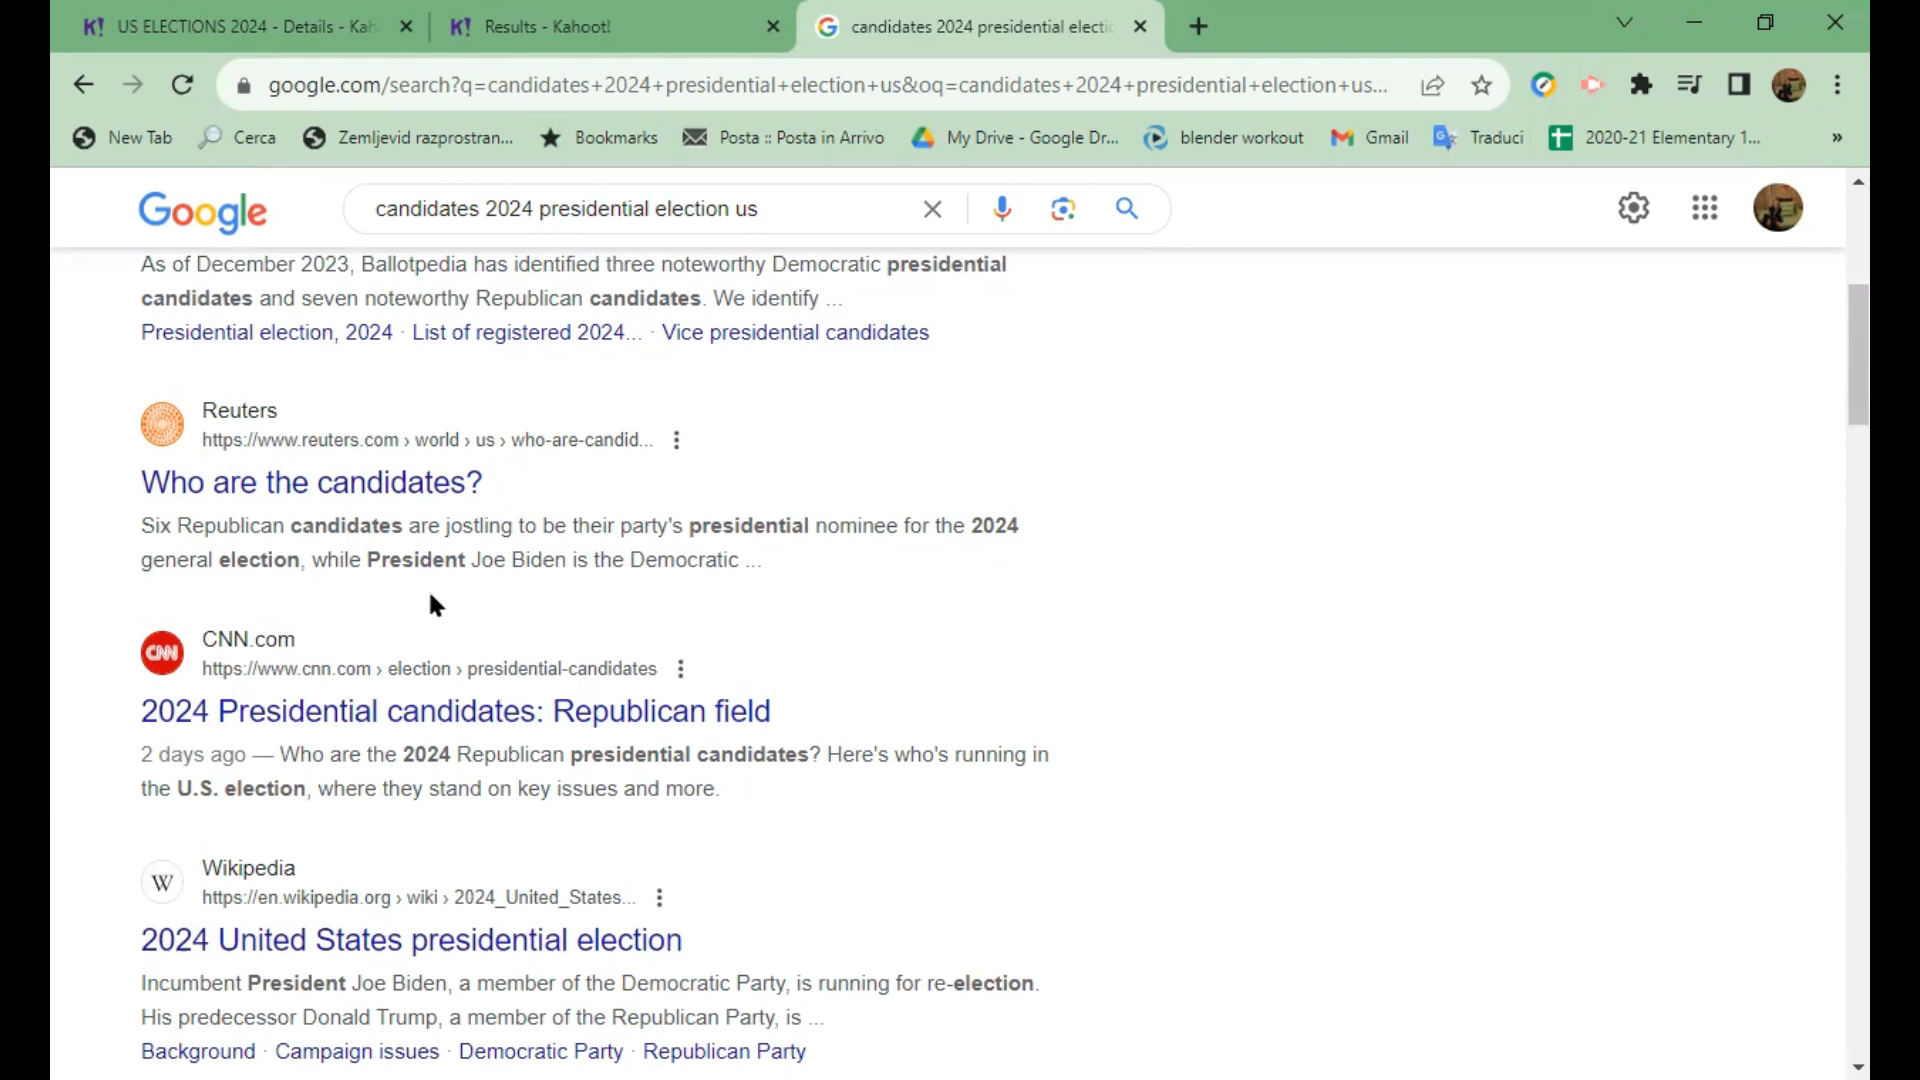 US ELECTIONS 2024 - Details - Kah
Results - Kahoot!
candidates 2024 presidential electio
google.com/search?q=candidates+2024+presidential+election+us&oq=candidates+2024+presidential+election+us...
New Tab
Cerca
Zemljevid razprostran...
Bookmarks
Posta :: Posta in Arrivo
My Drive - Google Dr...
blender workout
Gmail
Traduci
2020-21 Elementary 1...
»
Google
candidates 2024 presidential election us
As of December 2023, Ballotpedia has identified three noteworthy Democratic presidential
candidates and seven noteworthy Republican candidates. We identify ...
Presidential election, 2024 · List of registered 2024... · Vice presidential candidates
Reuters
https://www.reuters.com › world › us › who-are-candid...
Who are the candidates?
Six Republican candidates are jostling to be their party's presidential nominee for the 2024
general election, while President Joe Biden is the Democratic ...
CNN
CNN.com
https://www.cnn.com › election › presidential-candidates
2024 Presidential candidates: Republican field
2 days ago — Who are the 2024 Republican presidential candidates? Here's who's running in
the U.S. election, where they stand on key issues and more.
W
Wikipedia
https://en.wikipedia.org › wiki › 2024_United_States...
2024 United States presidential election
Incumbent President Joe Biden, a member of the Democratic Party, is running for re-election.
His predecessor Donald Trump, a member of the Republican Party, is ...
Background · Campaign issues · Democratic Party · Republican Party